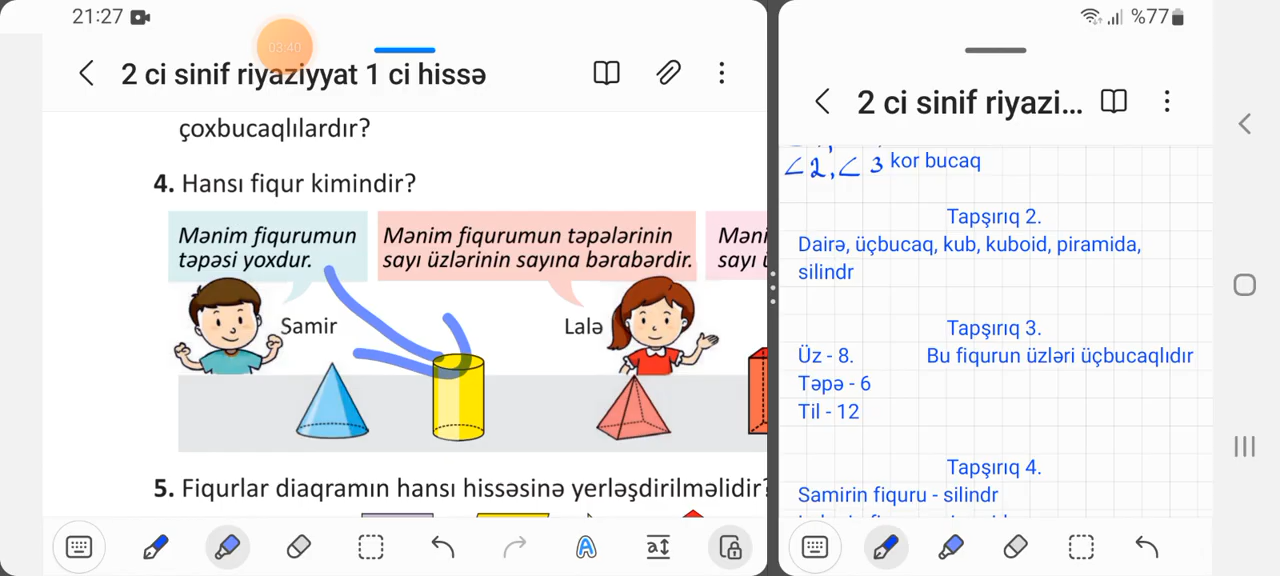 21:27
03:40
%77
2 ci sinif riyaziyyat 1 ci hissə
çoxbucaqlılardır?
4. Hansı fiqur kimindir?
Mənim fiqurumun
təpəsi yoxdur.
Mənim fiqurumun təpələrinin
sayı üzlərinin sayına bərabərdir.
Məni
sayı ü
Samir
Lalə
5. Fiqurlar diaqramın hansı hissəsinə yerləşdirilməlidir?
2 ci sinif riyazi...
∠2, ∠3 kor bucaq
Tapşırıq 2.
Dairə, üçbucaq, kub, kuboid, piramida,
silindr
Tapşırıq 3.
Üz - 8. Bu fiqurun üzləri üçbucaqlıdır
Təpə - 6
Til - 12
Tapşırıq 4.
Samirin fiquru - silindr